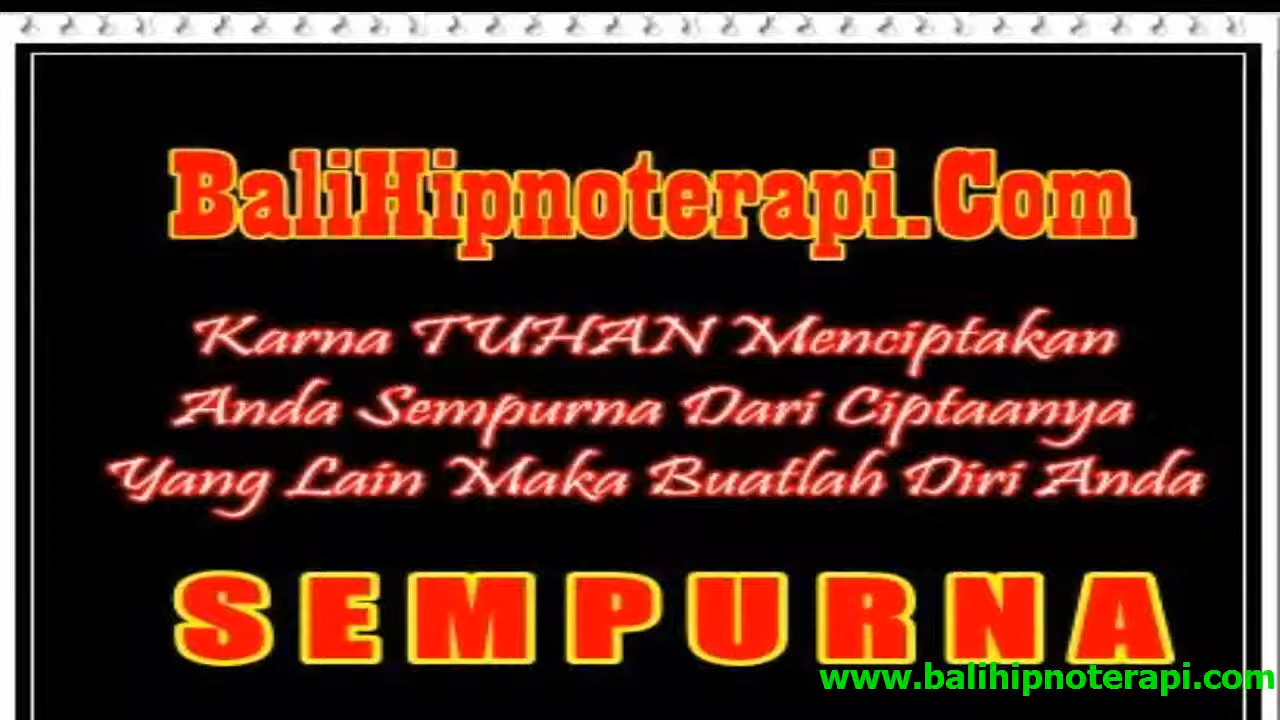 BaliHipnoterapi.Com
Karna TUHAN Menciptakan
Anda Sempurna Dari Ciptaanya
Yang Lain Maka Buatlah Diri Anda
SEMPURNA
www.balihipnoterapi.com